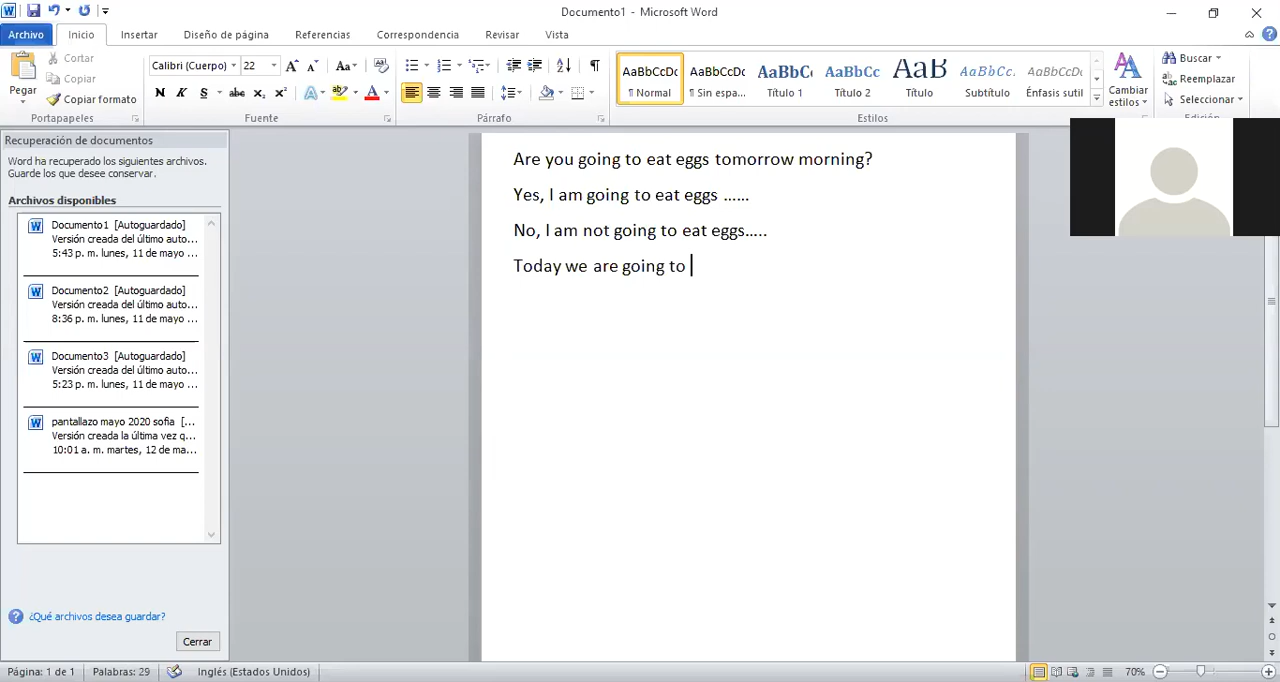 Documento1 - Microsoft Word
Archivo Inicio Insertar Diseño de página Referencias Correspondencia Revisar Vista
Pegar
Cortar
Copiar
Copiar formato
Portapapeles
Calibri (Cuerpo) 22
Fuente
Párrafo
AaBbCcDc AaBbCcDc AaBbC AaBbCc AaB AaBbCc. AaBbCcDc
¶ Normal ¶ Sin espa... Título 1 Título 2 Título Subtítulo Énfasis sutil
Estilos
Cambiar
estilos
Buscar
Reemplazar
Seleccionar
Edición
Recuperación de documentos
Word ha recuperado los siguientes archivos.
Guarde los que desee conservar.
Archivos disponibles
Documento1 [Autoguardado]
Versión creada del último auto...
5:43 p. m. lunes, 11 de mayo ...
Documento2 [Autoguardado]
Versión creada del último auto...
8:36 p. m. lunes, 11 de mayo ...
Documento3 [Autoguardado]
Versión creada del último auto...
5:23 p. m. lunes, 11 de mayo ...
pantallazo mayo 2020 sofia [...
Versión creada la última vez q...
10:01 a. m. martes, 12 de ma...
¿Qué archivos desea guardar?
Cerrar
Are you going to eat eggs tomorrow morning?
Yes, I am going to eat eggs ......
No, I am not going to eat eggs.....
Today we are going to
Página: 1 de 1 Palabras: 29 Inglés (Estados Unidos) 70%